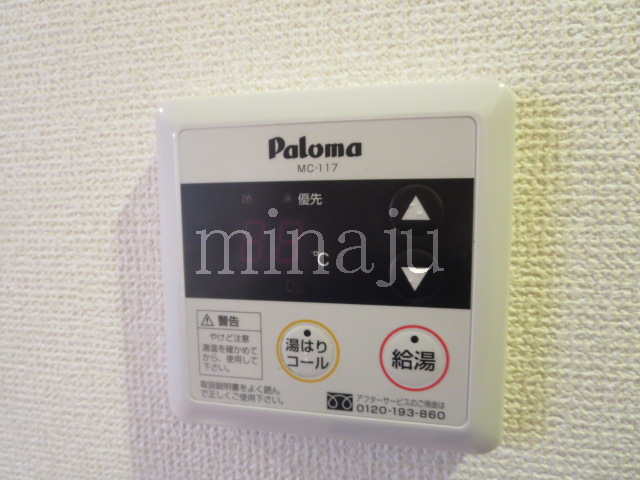 Paloma
MC-117
優先
minaju
℃
警告
やけど注意
湯温を確かめて
から、使用して
下さい。
取扱説明書をよく読ん
で正しくご使用下さい。
湯はり
コール
給湯
アフターサービスのご用命は
0120-193-860